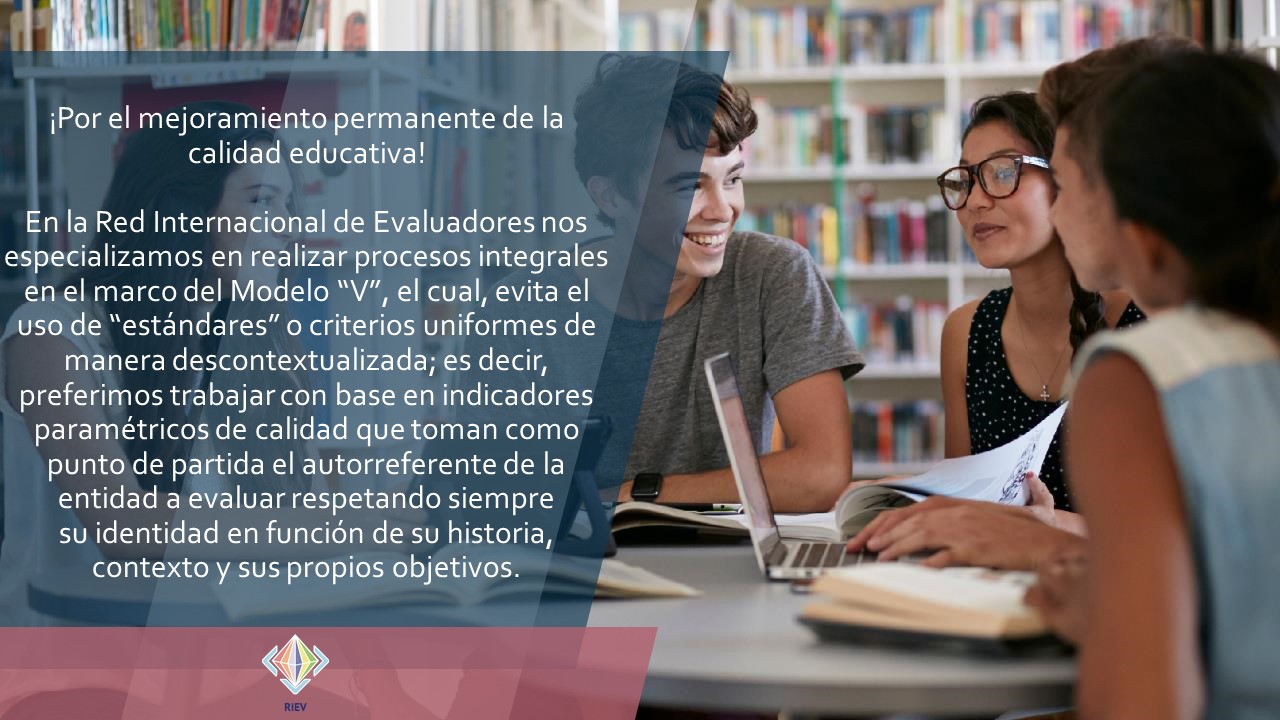 ¡Por el mejoramiento permanente de la
calidad educativa!
En la Red Internacional de Evaluadores nos
especializamos en realizar procesos integrales
en el marco del Modelo “V”, el cual, evita el
uso de “estándares” o criterios uniformes de
manera descontextualizada; es decir,
preferimos trabajar con base en indicadores
paramétricos de calidad que toman como
punto de partida el autorreferente de la
entidad a evaluar respetando siempre
su identidad en función de su historia,
contexto y sus propios objetivos.
RIEV